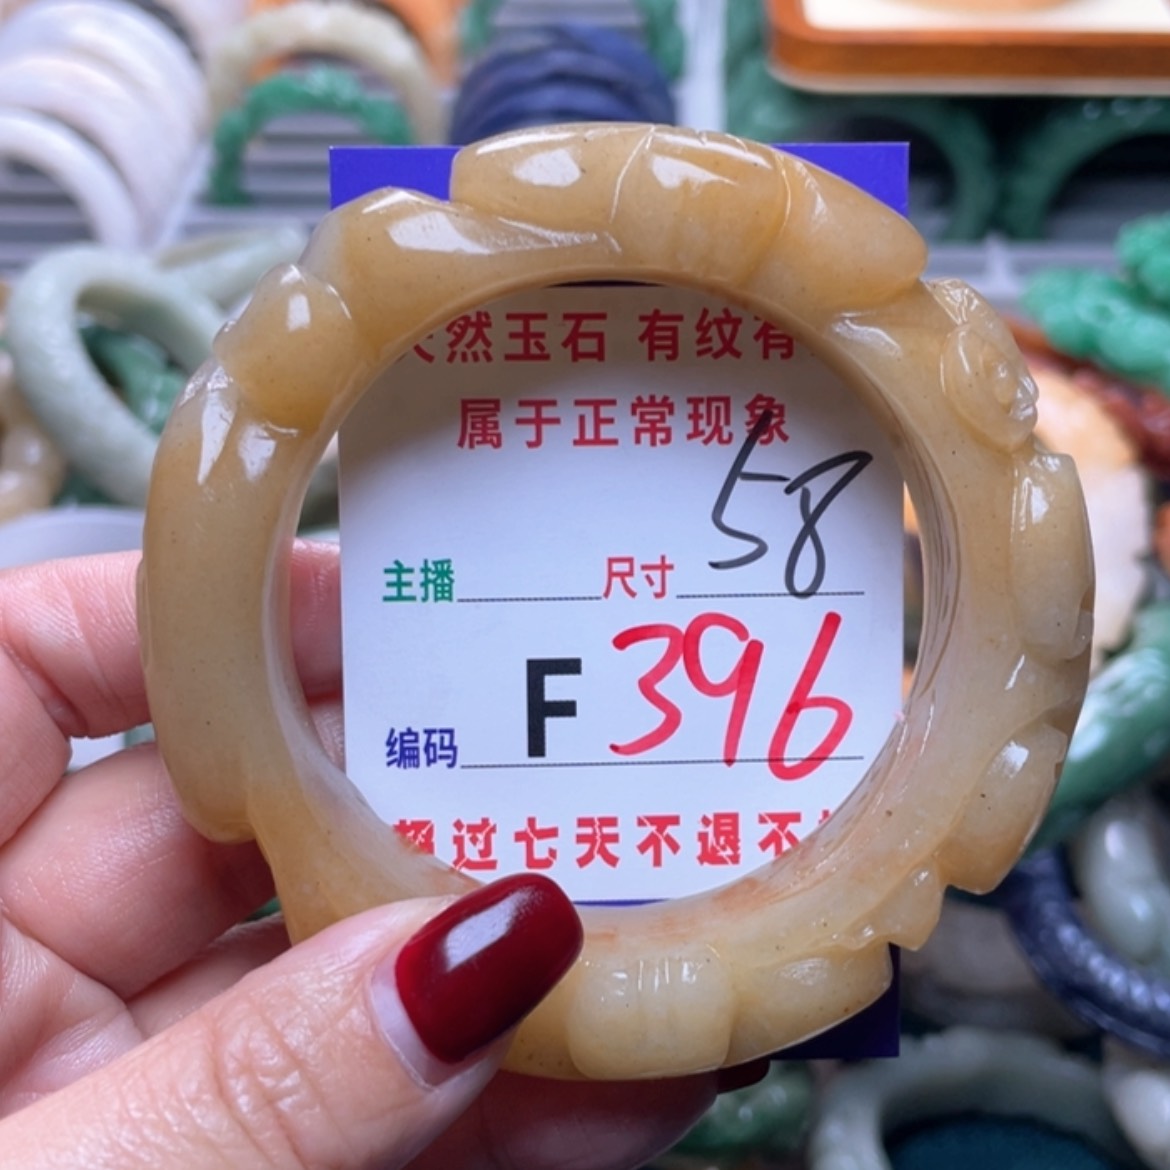 然玉石 有纹有
属于正常现象
主播 尺寸 58
编码 F 396
超过七天不退不